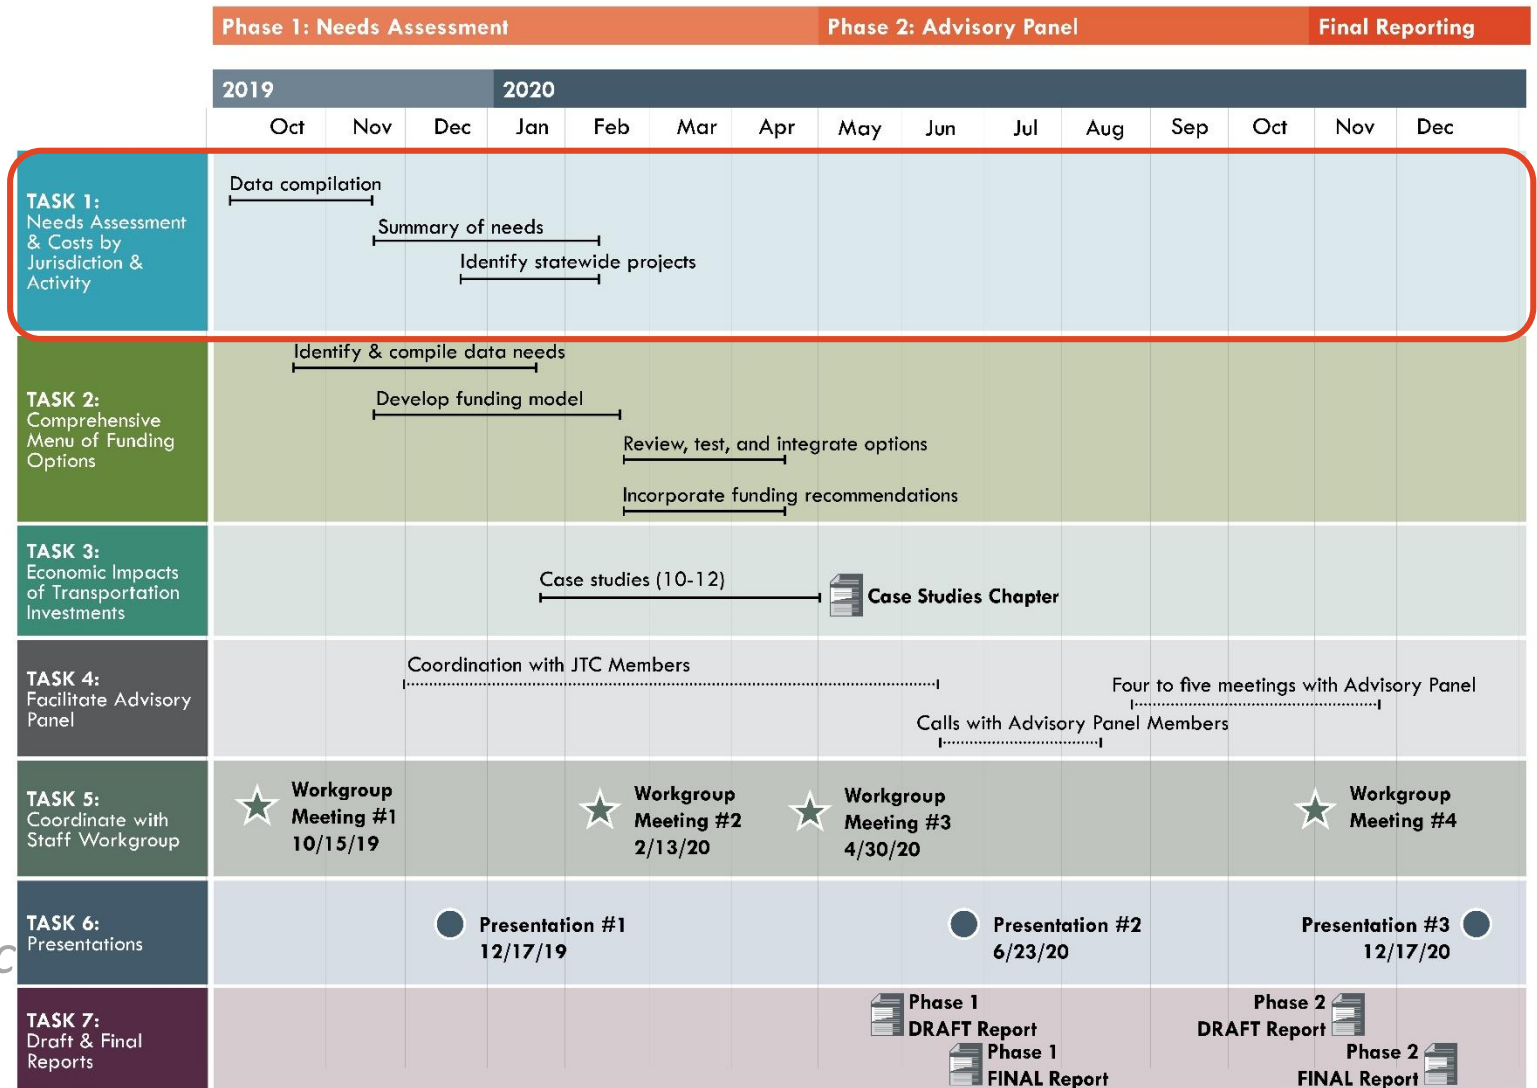 Phase 1: Needs Assessment
Phase 2: Advisory Panel
Final Reporting
2019
2020
Oct
Nov
Dec
Jan
Feb
Mar
Apr
May
Jun
Jul
Aug
Sep
Oct
Nov
Dec
TASK 1:
Needs Assessment
& Costs by
Jurisdiction &
Activity
Data compilation
Summary of needs
Identify statewide projects
TASK 2:
Comprehensive
Menu of Funding
Options
Identify & compile data needs
Develop funding model
Review, test, and integrate options
Incorporate funding recommendations
TASK 3:
Economic Impacts
of Transportation
Investments
Case studies (10-12)
Case Studies Chapter
TASK 4:
Facilitate Advisory
Panel
Coordination with JTC Members
Four to five meetings with Advisory Panel
Calls with Advisory Panel Members
TASK 5:
Coordinate with
Staff Workgroup
Workgroup
Meeting #1
10/15/19
Workgroup
Meeting #2
2/13/20
Workgroup
Meeting #3
4/30/20
Workgroup
Meeting #4
TASK 6:
Presentations
Presentation #1
12/17/19
Presentation #2
6/23/20
Presentation #3
12/17/20
TASK 7:
Draft & Final
Reports
Phase 1
DRAFT Report
Phase 1
FINAL Report
Phase 2
DRAFT Report
Phase 2
FINAL Report